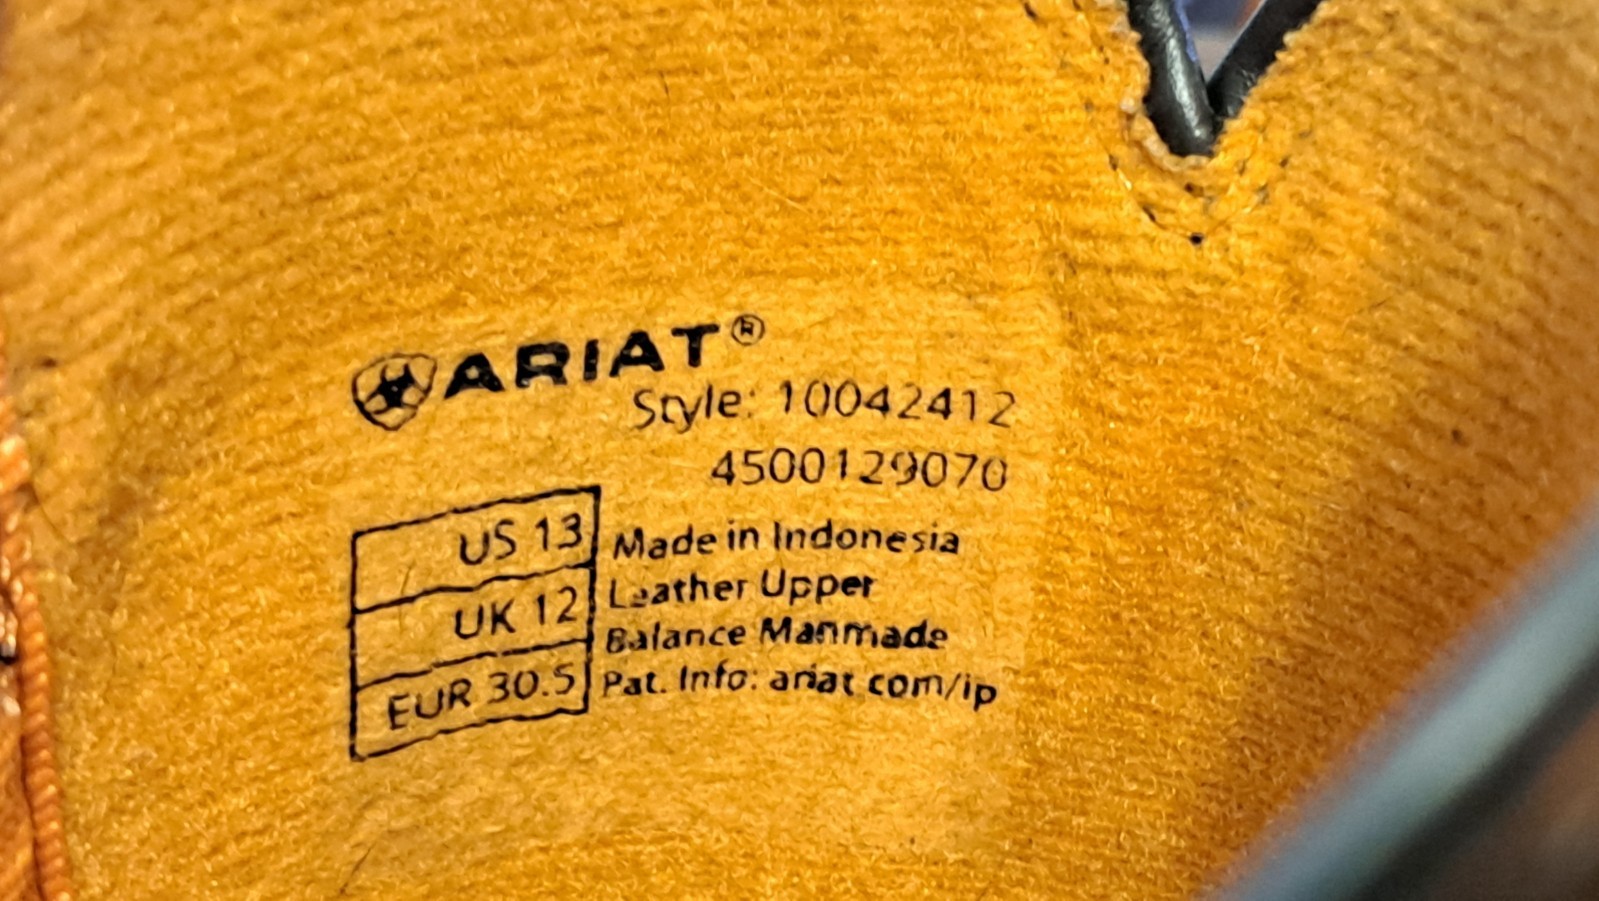 ARIAT®
Style: 10042412
4500129070
US 13
UK 12
EUR 30.5
Made in Indonesia
Leather Upper
Balance Manmade
Pat. Info: ariat.com/ip